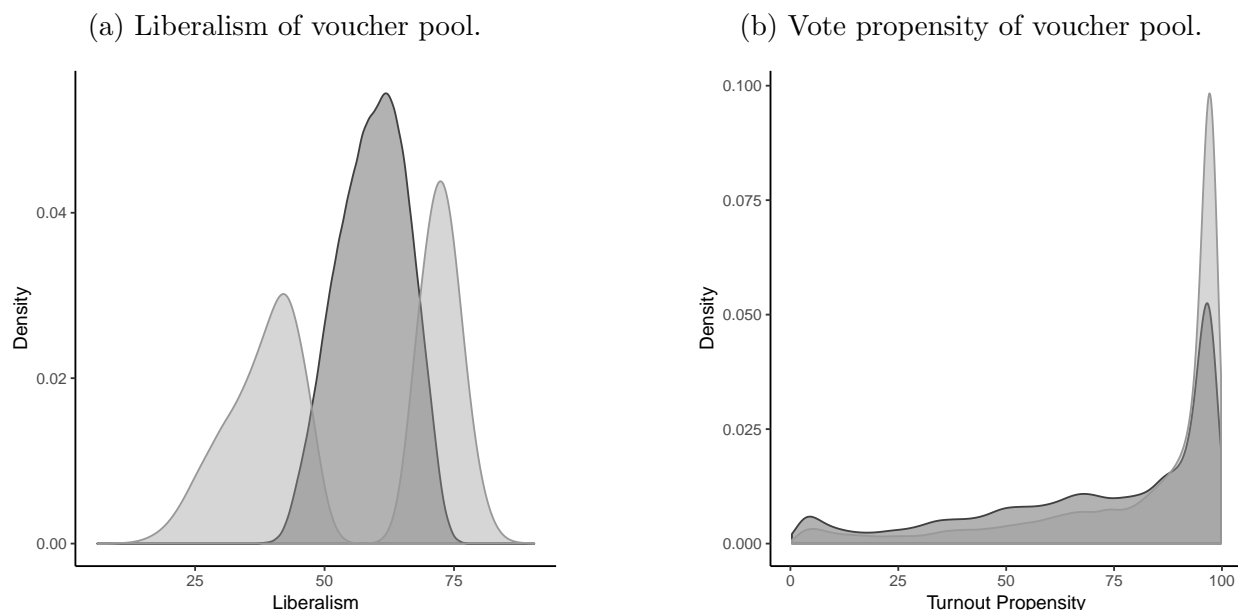 (a) Liberalism of voucher pool.
0.04
0.02
0.00
25 50 75
Density
Liberalism
(b) Vote propensity of voucher pool.
0.100
0.075
0.050
0.025
0.000
0 25 50 75 100
Density
Turnout Propensity